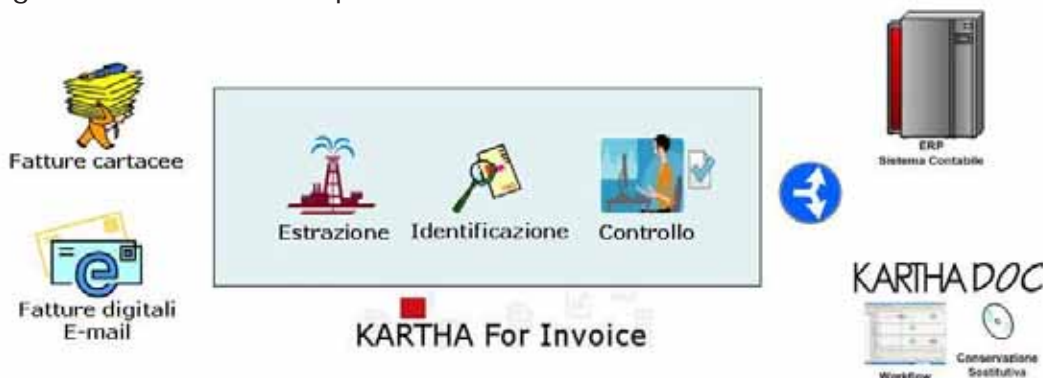 Fatture cartacee
Fatture digitali
E-mail
Estrazione
Identificazione
Controllo
KARTHA For Invoice
ERP
Sistema Contabile
KARTHA DOC
Workflow
Conservazione
Sostitutiva